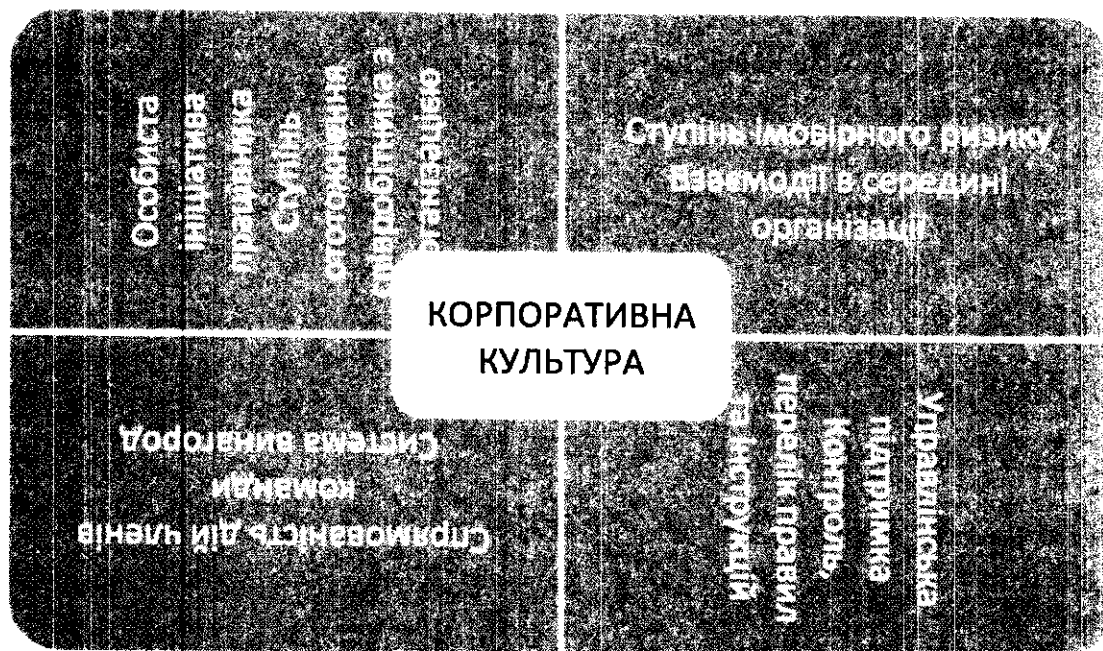 Особиста
ініціатива
працівника
Ступінь
ототожнення
співробітника з
організацією
Ступінь імовірного ризику
Взаємодії в середині
організації
КОРПОРАТИВНА
КУЛЬТУРА
Спрямованість дій членів
команди
Система винагород
Управлінська
підтримка
Контроль,
перелік правил
та інструкцій